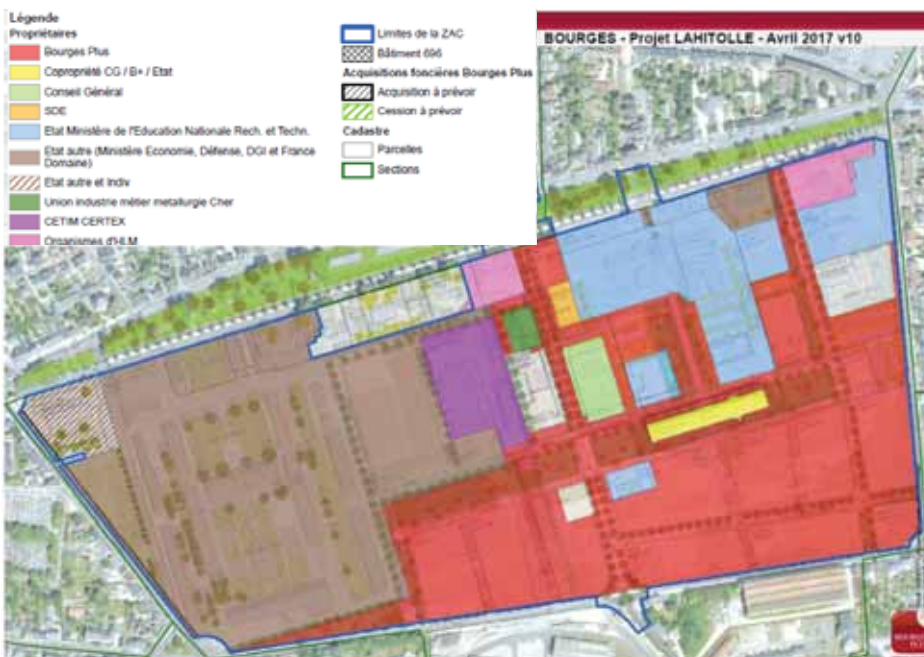 Légende
Propriétaires
Bourges Plus
Copropriété CG / B+ / Etat
Conseil Général
SDE
Etat Ministère de l'Education Nationale Rech. et Techn.
Etat autre (Ministère Economie, Défense, DGI et France
Domaine)
Etat autre et Indiv
Union industrie métier metallurgie Cher
CETIM CERTEX
Organismes d'HLM
Limites de la ZAC
Bâtiment 696
Acquisitions foncières Bourges Plus
Acquisition à prévoir
Cession à prévoir
Cadastre
Parcelles
Sections
BOURGES - Projet LAHITOLLE - Avril 2017 v10